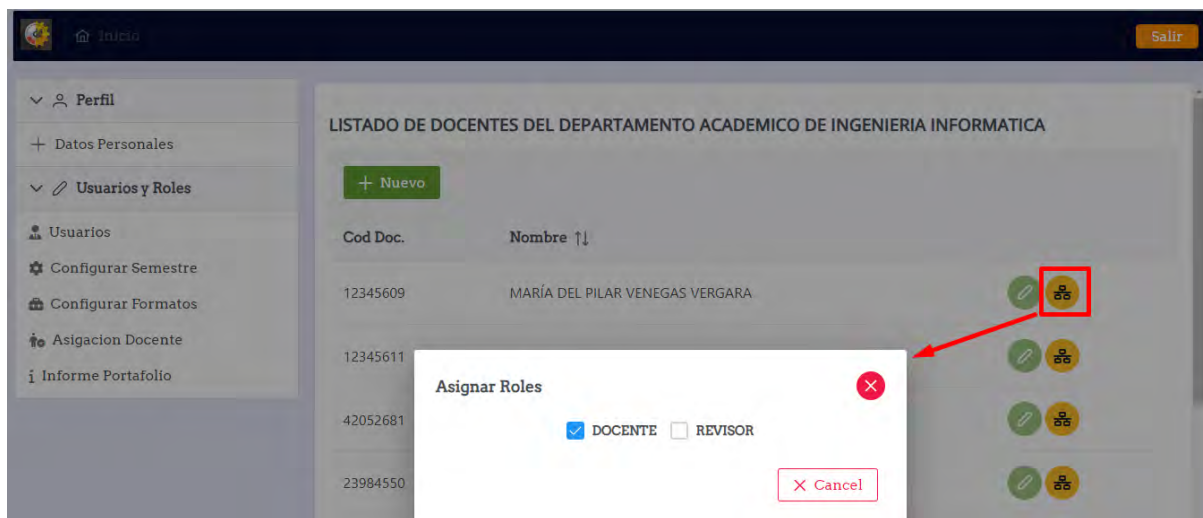 Inicio
Salir
Perfil
Datos Personales
Usuarios y Roles
Usuarios
Configurar Semestre
Configurar Formatos
Asigacion Docente
Informe Portafolio
LISTADO DE DOCENTES DEL DEPARTAMENTO ACADEMICO DE INGENIERIA INFORMATICA
+ Nuevo
Cod Doc. Nombre ↑↓
12345609 MARÍA DEL PILAR VENEGAS VERGARA
12345611
42052681
23984550
Asignar Roles
DOCENTE REVISOR
Cancel